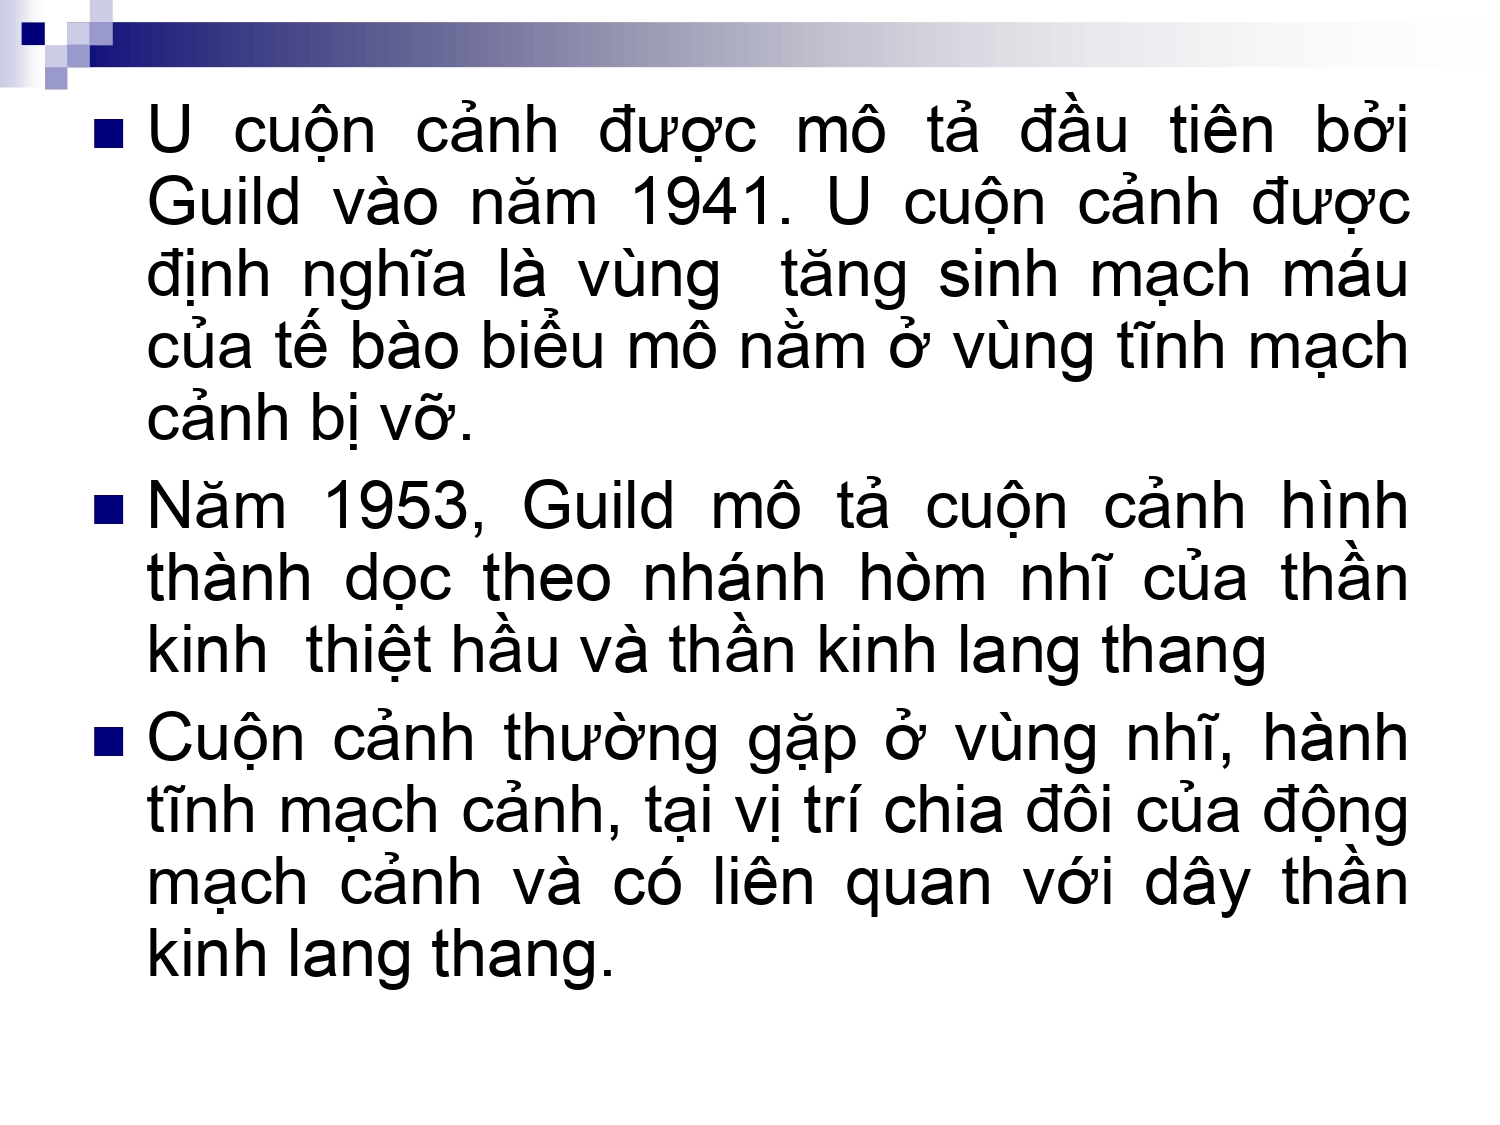 U cuộn cảnh được mô tả đầu tiên bởi
Guild vào năm 1941. U cuộn cảnh được
định nghĩa là vùng  tăng sinh mạch máu
của tế bào biểu mô nằm ở vùng tĩnh mạch
cảnh bị vỡ.
Năm 1953, Guild mô tả cuộn cảnh hình
thành dọc theo nhánh hòm nhĩ của thần
kinh  thiệt hầu và thần kinh lang thang
Cuộn cảnh thường gặp ở vùng nhĩ, hành
tĩnh mạch cảnh, tại vị trí chia đôi của động
mạch cảnh và có liên quan với dây thần
kinh lang thang.